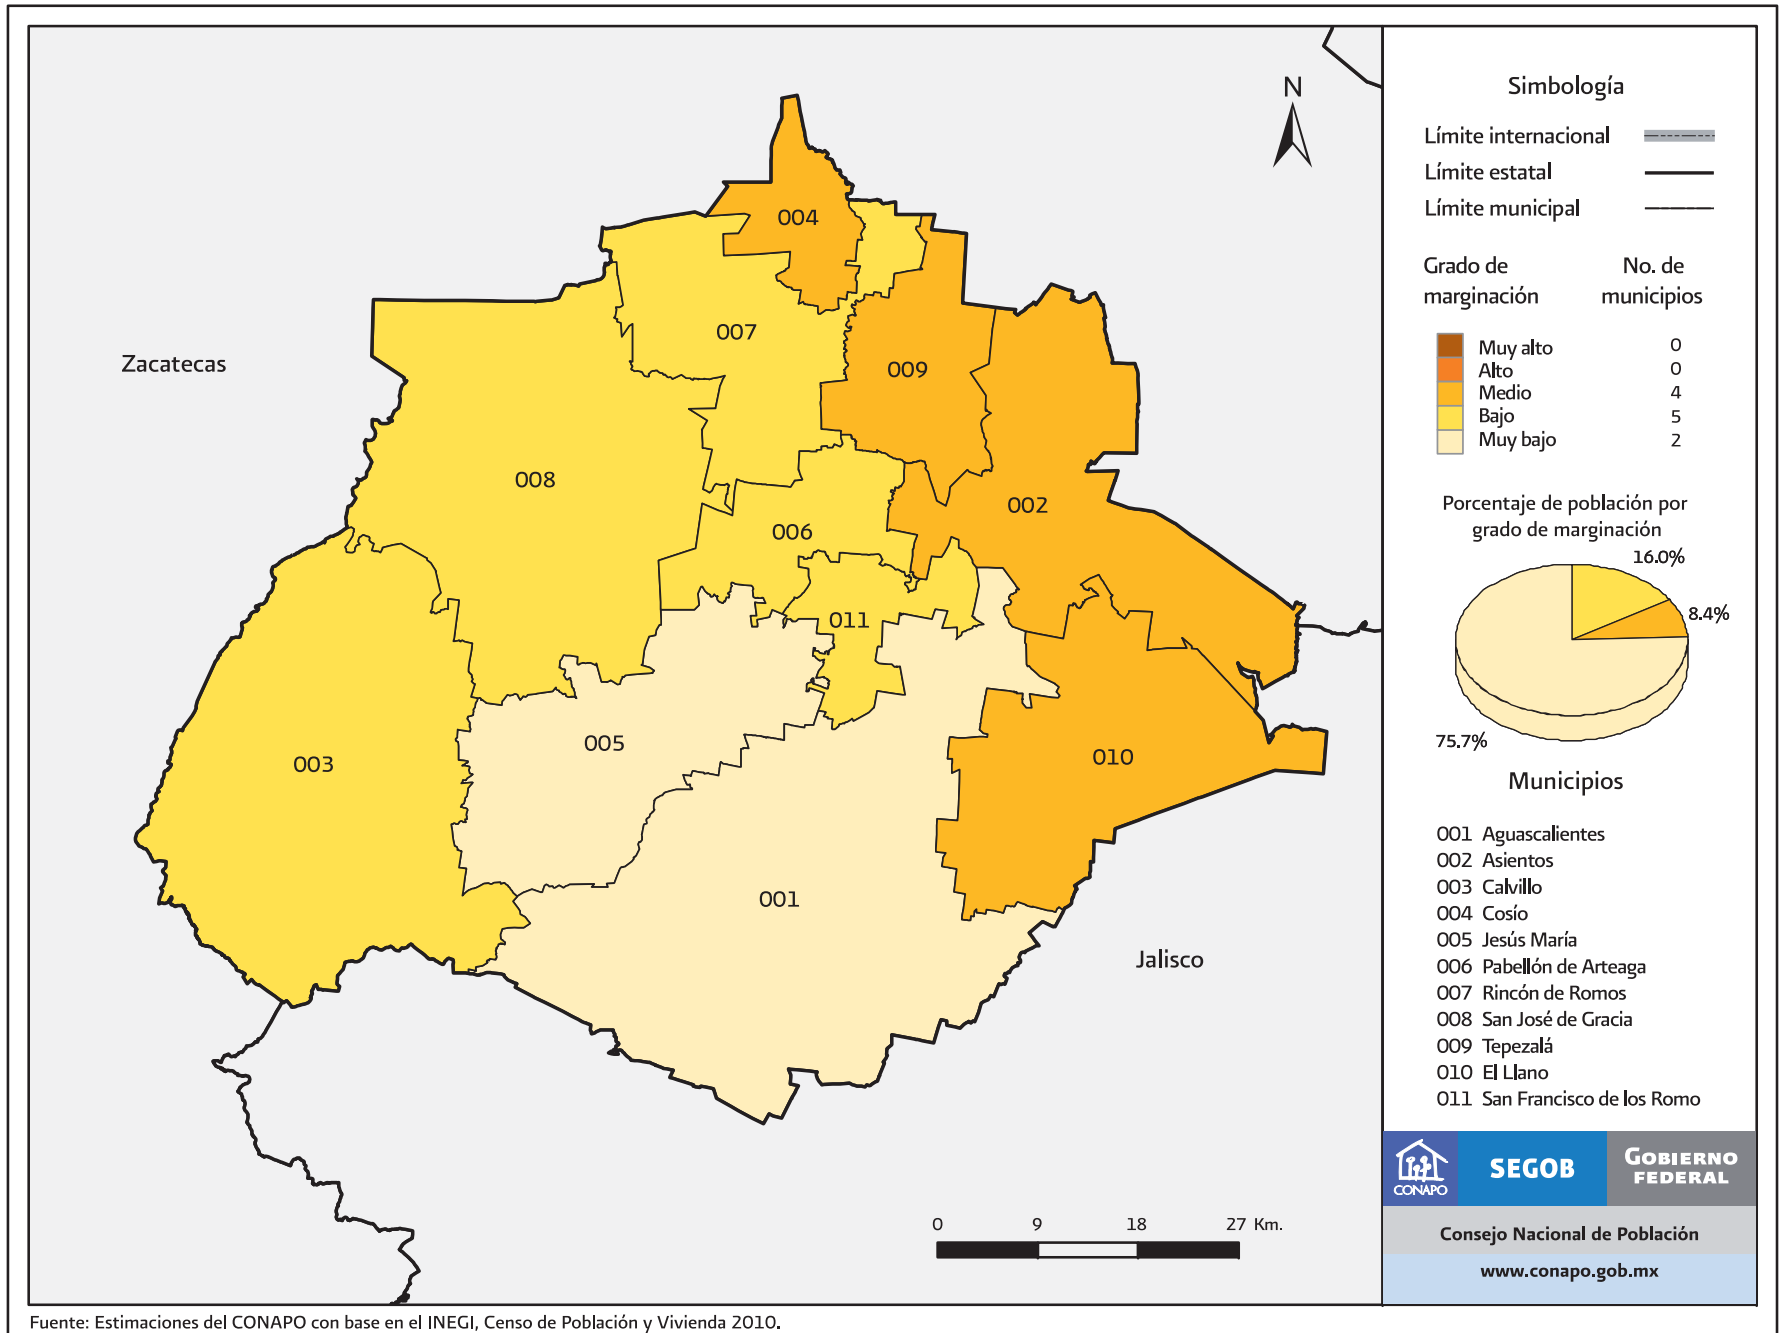 N
Zacatecas
Jalisco
004
007
009
008
002
006
011
005
003
010
001
0 9 18 27 Km.
Simbología
Límite internacional
Límite estatal
Límite municipal
Grado de marginación
No. de municipios
Muy alto 0
Alto 0
Medio 4
Bajo 5
Muy bajo 2
Porcentaje de población por
grado de marginación
16.0%
8.4%
75.7%
Municipios
001 Aguascalientes
002 Asientos
003 Calvillo
004 Cosío
005 Jesús María
006 Pabellón de Arteaga
007 Rincón de Romos
008 San José de Gracia
009 Tepezalá
010 El Llano
011 San Francisco de los Romo
CONAPO
SEGOB
GOBIERNO
FEDERAL
Consejo Nacional de Población
www.conapo.gob.mx
Fuente: Estimaciones del CONAPO con base en el INEGI, Censo de Población y Vivienda 2010.